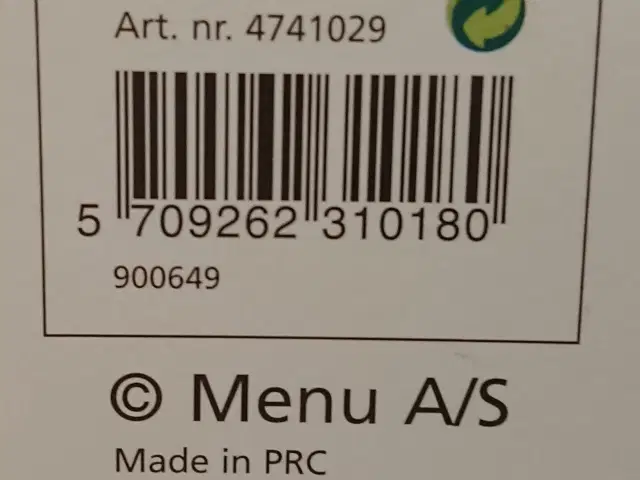 Art. nr. 4741029
5 709262 310180
900649
© Menu A/S
Made in PRC